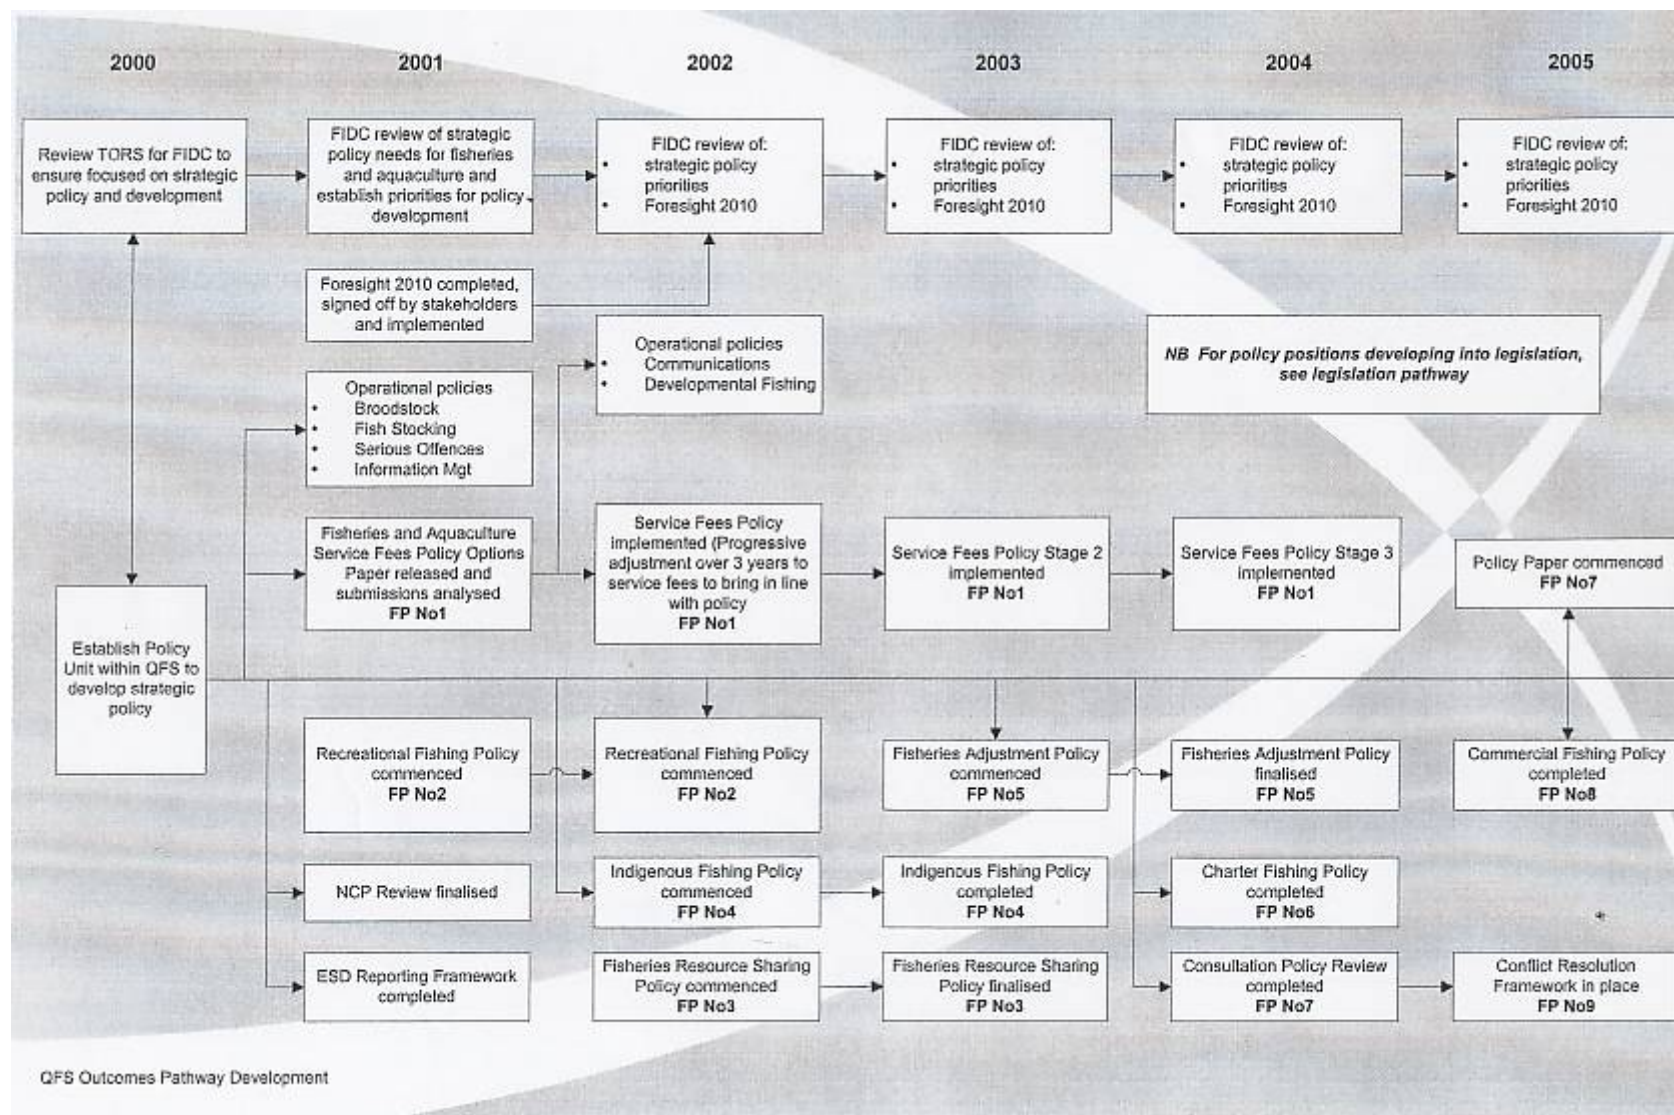 2000
2001
2002
2003
2004
2005
Review TORS for FIDC to
ensure focused on strategic
policy and development
FIDC review of strategic
policy needs for fisheries
and aquaculture and
establish priorities for policy
development
FIDC review of:
• strategic policy
priorities
• Foresight 2010
FIDC review of:
• strategic policy
priorities
• Foresight 2010
FIDC review of:
• strategic policy
priorities
• Foresight 2010
FIDC review of:
• strategic policy
priorities
• Foresight 2010
Foresight 2010 completed,
signed off by stakeholders
and implemented
Operational policies
• Communications
• Developmental Fishing
NB For policy positions developing into legislation,
see legislation pathway
Operational policies
• Broodstock
• Fish Stocking
• Serious Offences
• Information Mgt
Fisheries and Aquaculture
Service Fees Policy Options
Paper released and
submissions analysed
FP No1
Service Fees Policy
implemented (Progressive
adjustment over 3 years to
service fees to bring in line
with policy
FP No1
Service Fees Policy Stage 2
implemented
FP No1
Service Fees Policy Stage 3
implemented
FP No1
Policy Paper commenced
FP No7
Establish Policy
Unit within QFS to
develop strategic
policy
Recreational Fishing Policy
commenced
FP No2
Recreational Fishing Policy
commenced
FP No2
Fisheries Adjustment Policy
commenced
FP No5
Fisheries Adjustment Policy
finalised
FP No5
Commercial Fishing Policy
completed
FP No8
NCP Review finalised
Indigenous Fishing Policy
commenced
FP No4
Indigenous Fishing Policy
completed
FP No4
Charter Fishing Policy
completed
FP No6
ESD Reporting Framework
completed
Fisheries Resource Sharing
Policy commenced
FP No3
Fisheries Resource Sharing
Policy finalised
FP No3
Consultation Policy Review
completed
FP No7
Conflict Resolution
Framework in place
FP No9
QFS Outcomes Pathway Development